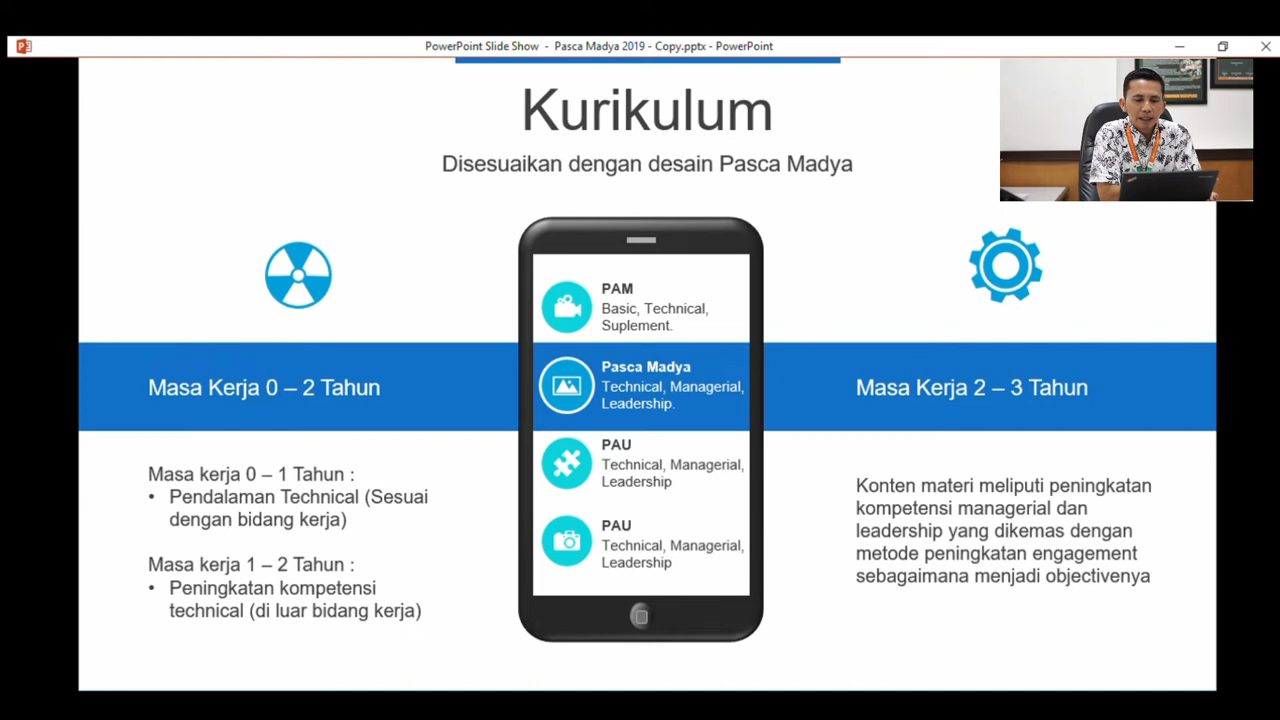 PowerPoint Slide Show - Pasca Madya 2019 - Copy.pptx - PowerPoint
Kurikulum
Disesuaikan dengan desain Pasca Madya
PAM
Basic, Technical,
Suplement.
Masa Kerja 0 – 2 Tahun
Pasca Madya
Technical, Managerial,
Leadership.
Masa Kerja 2 – 3 Tahun
PAU
Technical, Managerial,
Leadership
PAU
Technical, Managerial,
Leadership
Masa kerja 0 – 1 Tahun :
• Pendalaman Technical (Sesuai
dengan bidang kerja)
Masa kerja 1 – 2 Tahun :
• Peningkatan kompetensi
technical (di luar bidang kerja)
Konten materi meliputi peningkatan
kompetensi managerial dan
leadership yang dikemas dengan
metode peningkatan engagement
sebagaimana menjadi objectivenya